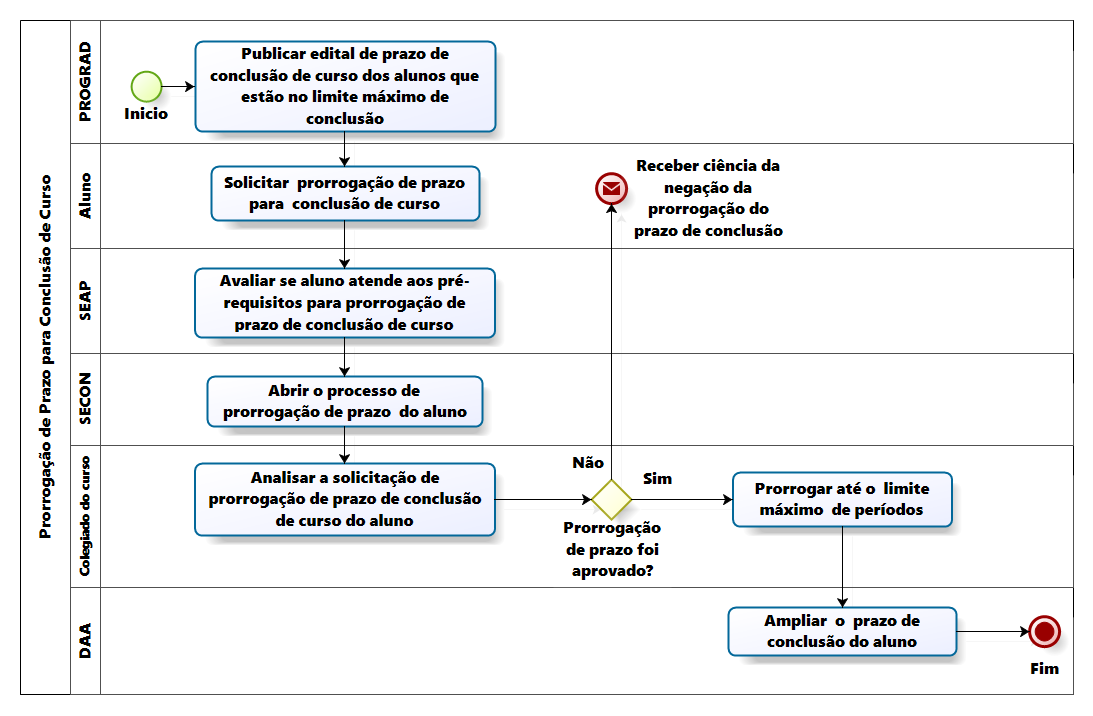 Prorrogação de Prazo para Conclusão de Curso
PROGRAD
Inicio
Publicar edital de prazo de
conclusão de curso dos alunos que
estão no limite máximo de
conclusão
Aluno
Solicitar prorrogação de prazo
para conclusão de curso
Receber ciência da
negação da
prorrogação do
prazo de conclusão
SEAP
Avaliar se aluno atende aos pré-
requisitos para prorrogação de
prazo de conclusão de curso
SECON
Abrir o processo de
prorrogação de prazo do aluno
Colegiado do curso
Analisar a solicitação de
prorrogação de prazo de conclusão
de curso do aluno
Não
Sim
Prorrogação
de prazo foi
aprovado?
Prorrogar até o limite
máximo de períodos
DAA
Ampliar o prazo de
conclusão do aluno
Fim